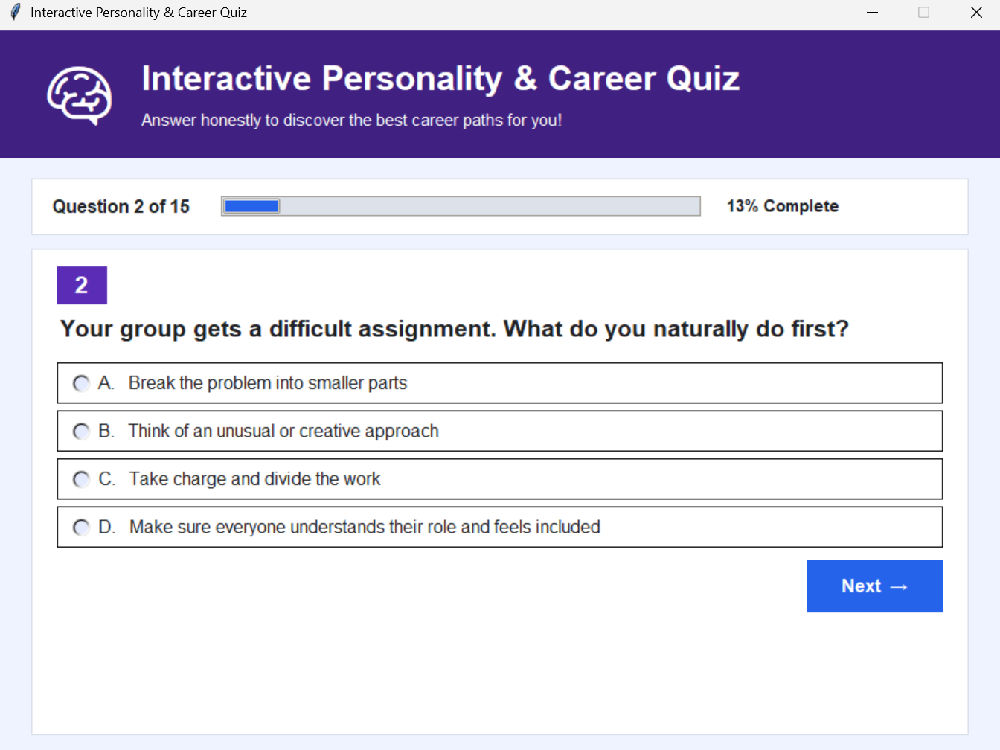 Interactive Personality & Career Quiz
Interactive Personality & Career Quiz
Answer honestly to discover the best career paths for you!
Question 2 of 15 13% Complete
2
Your group gets a difficult assignment. What do you naturally do first?
A. Break the problem into smaller parts
B. Think of an unusual or creative approach
C. Take charge and divide the work
D. Make sure everyone understands their role and feels included
Next →